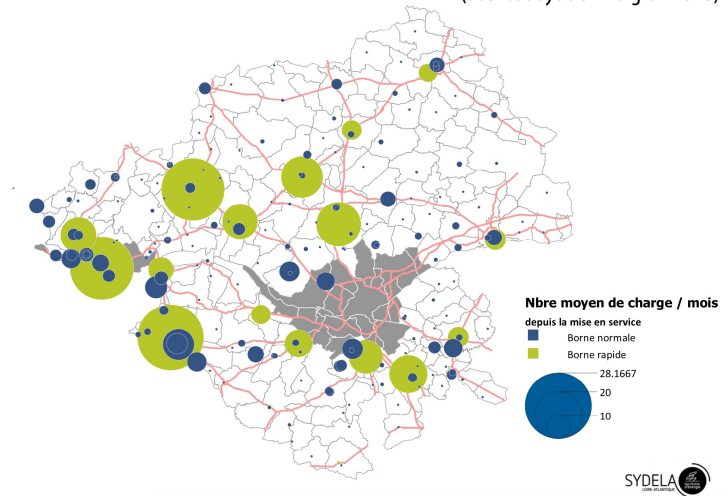 Nbre moyen de charge / mois
depuis la mise en service
Borne normale
Borne rapide
28.1667
20
10
SYDELA
LOIRE-ATLANTIQUE